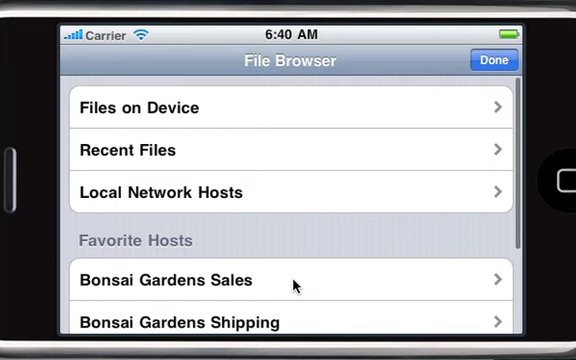 Carrier 6:40 AM
File Browser Done
Files on Device
Recent Files
Local Network Hosts
Favorite Hosts
Bonsai Gardens Sales
Bonsai Gardens Shipping